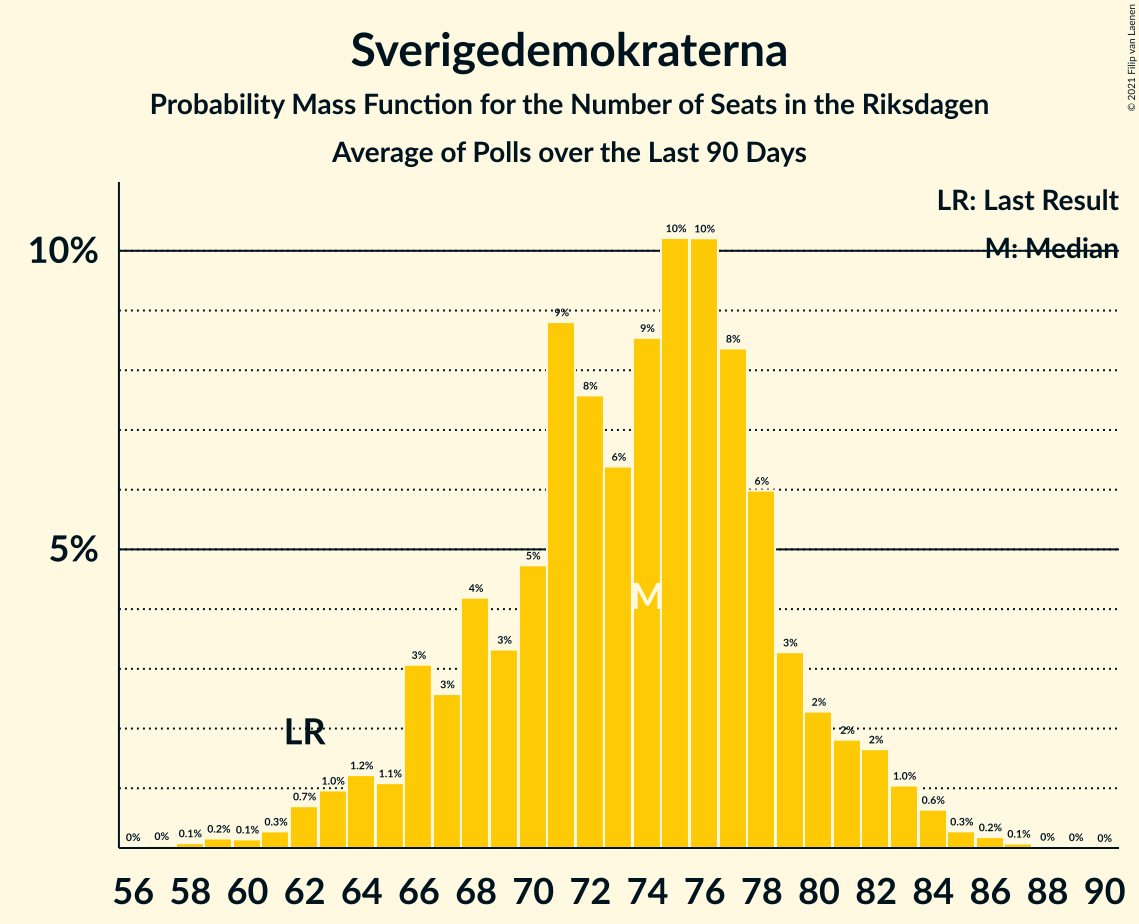 Sverigedemokraterna
Probability Mass Function for the Number of Seats in the Riksdagen
Average of Polls over the Last 90 Days
© 2021 Filip van Laenen
LR: Last Result
M: Median
10%
5%
0% 0% 0.1% 0.2% 0.1% 0.3% 0.7% 1.0% 1.2% 1.1% 3% 3% 4% 3% 5% 9% 8% 6% 9% 10% 10% 8% 6% 3% 2% 2% 2% 1.0% 0.6% 0.3% 0.2% 0.1% 0% 0% 0%
LR
M
56 58 60 62 64 66 68 70 72 74 76 78 80 82 84 86 88 90